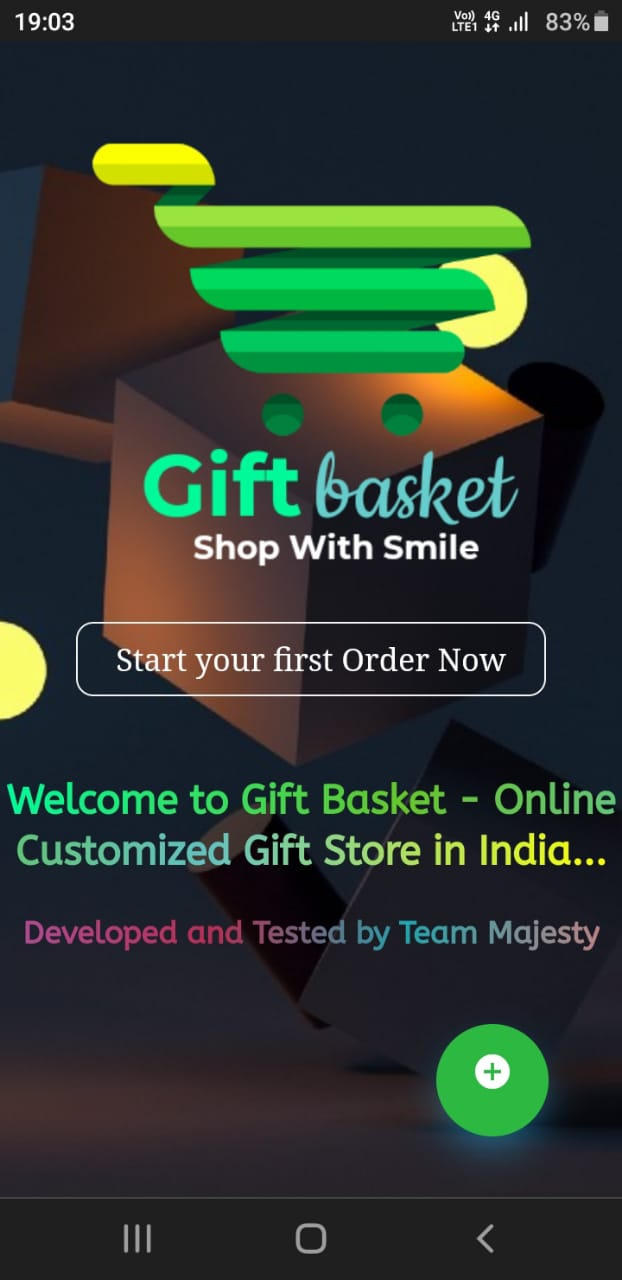 19:03
Vo)) 4G
LTE1
83%
Gift basket
Shop With Smile
Start your first Order Now
Welcome to Gift Basket - Online
Customized Gift Store in India...
Developed and Tested by Team Majesty